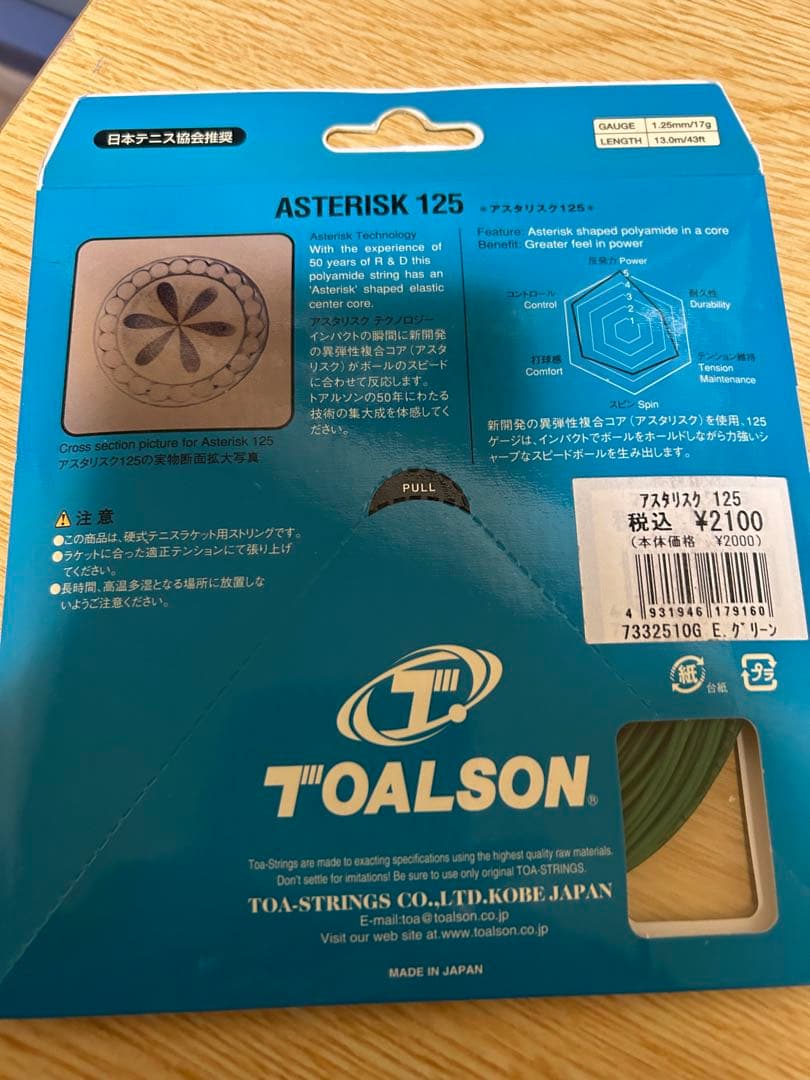 日本テニス協会推奨
GAUGE 1.25mm/17g
LENGTH 13.0m/43ft
ASTERISK 125 *アスタリスク125*
Asterisk Technology
With the experience of
50 years of R & D this
polyamide string has an
'Asterisk' shaped elastic
center core.
アスタリスク テクノロジー
インパクトの瞬間に新開発
の異弾性複合コア(アスタ
リスク)がボールのスピード
に合わせて反応します。
トアルソンの50年にわたる
技術の集大成を体感してく
ださい。
Cross section picture for Asterisk 125
アスタリスク125の実物断面拡大写真
Feature: Asterisk shaped polyamide in a core
Benefit: Greater feel in power
反発力 Power
5
4
3
2
1
コントロール
Control
耐久性
Durability
打球感
Comfort
テンション維持
Tension
Maintenance
スピン Spin
新開発の異弾性複合コア(アスタリスク)を使用、125
ゲージは、インパクトでボールをホールドしながら力強いシ
ャープなスピードボールを生み出します。
PULL
注意
●この商品は、硬式テニスラケット用ストリングです。
●ラケットに合った適正テンションにて張り上げ
てください。
●長時間、高温多湿となる場所に放置しな
いようご注意ください。
アスタリスク 125
税込 ¥2100
(本体価格 ¥2000)
4 931946 179160
7332510G E.グリーン
紙
台紙
プラ
TOALSON®
Toa-Strings are made to exacting specifications using the highest quality raw materials.
Don't settle for imitations! Be sure to use only original TOA-STRINGS.
TOA-STRINGS CO.,LTD.KOBE JAPAN
E-mail:toa@toalson.co.jp
Visit our web site at.www.toalson.co.jp
MADE IN JAPAN